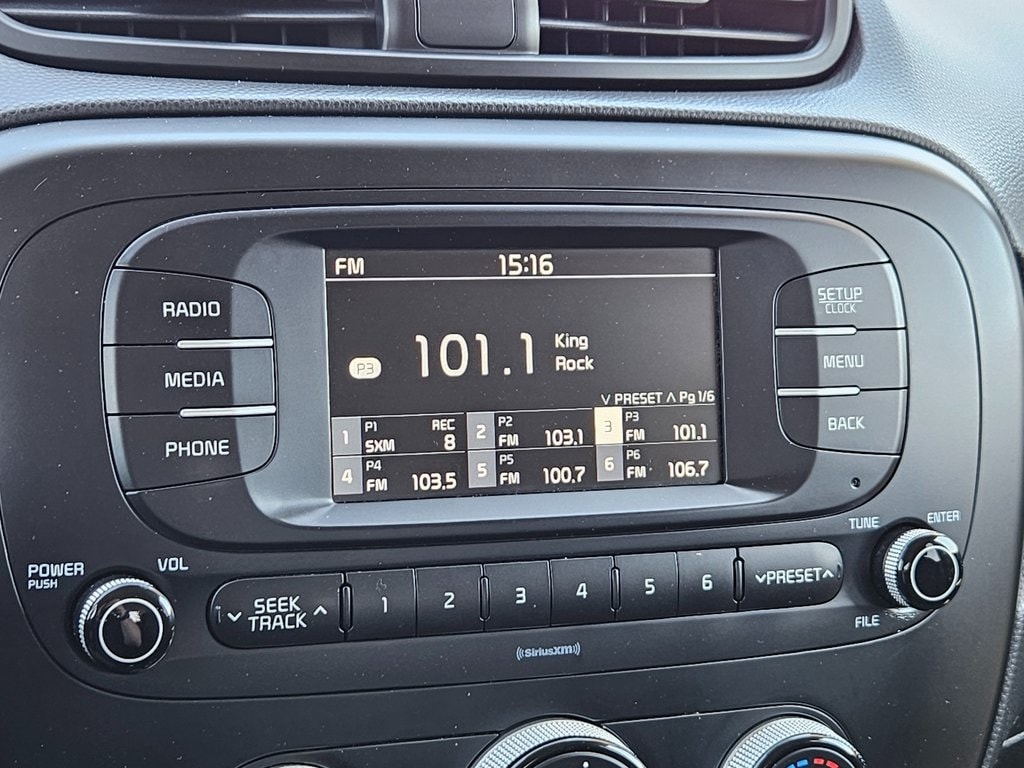 FM 15:16
P3 101.1 King
Rock
∨ PRESET ∧ Pg 1/6
1 P1 SXM REC 8 2 P2 FM 103.1 3 P3 FM 101.1
4 P4 FM 103.5 5 P5 FM 100.7 6 P6 FM 106.7
RADIO
MEDIA
PHONE
SETUP
CLOCK
MENU
BACK
POWER
PUSH
VOL
SEEK
TRACK
1 2 3 4 5 6
PRESET
TUNE
ENTER
FILE
SiriusXM